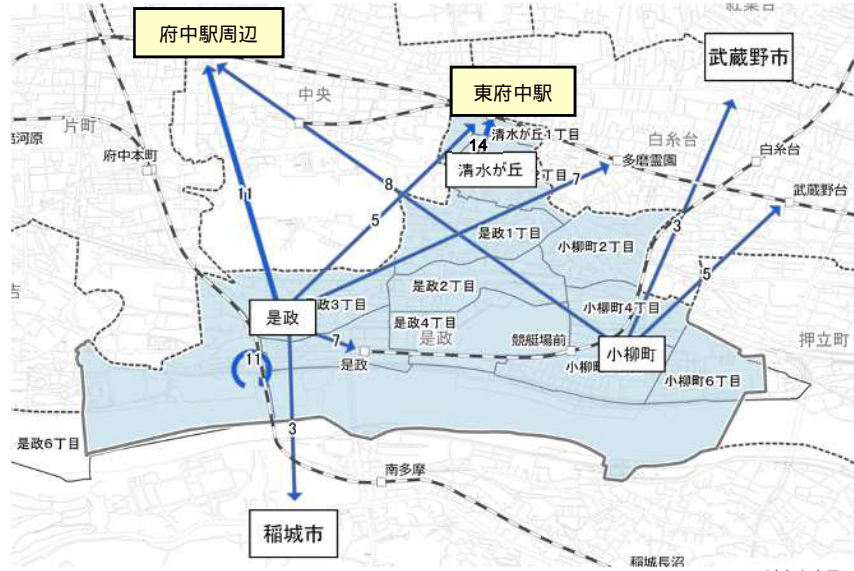 府中駅周辺
武蔵野市
東府中駅
中央
片町
清水が丘1丁目
白糸台
14
府中本町
清水が丘
2丁目
多磨霊園
白糸台
7
11
8
5
武蔵野台
3
5
是政1丁目
小柳町2丁目
是政2丁目
是政3丁目
小柳町4丁目
是政
是政4丁目
是政
競艇場前
押立町
7
是政
小柳町
11
小柳町6丁目
3
是政6丁目
南多摩
稲城市
稲城長沼